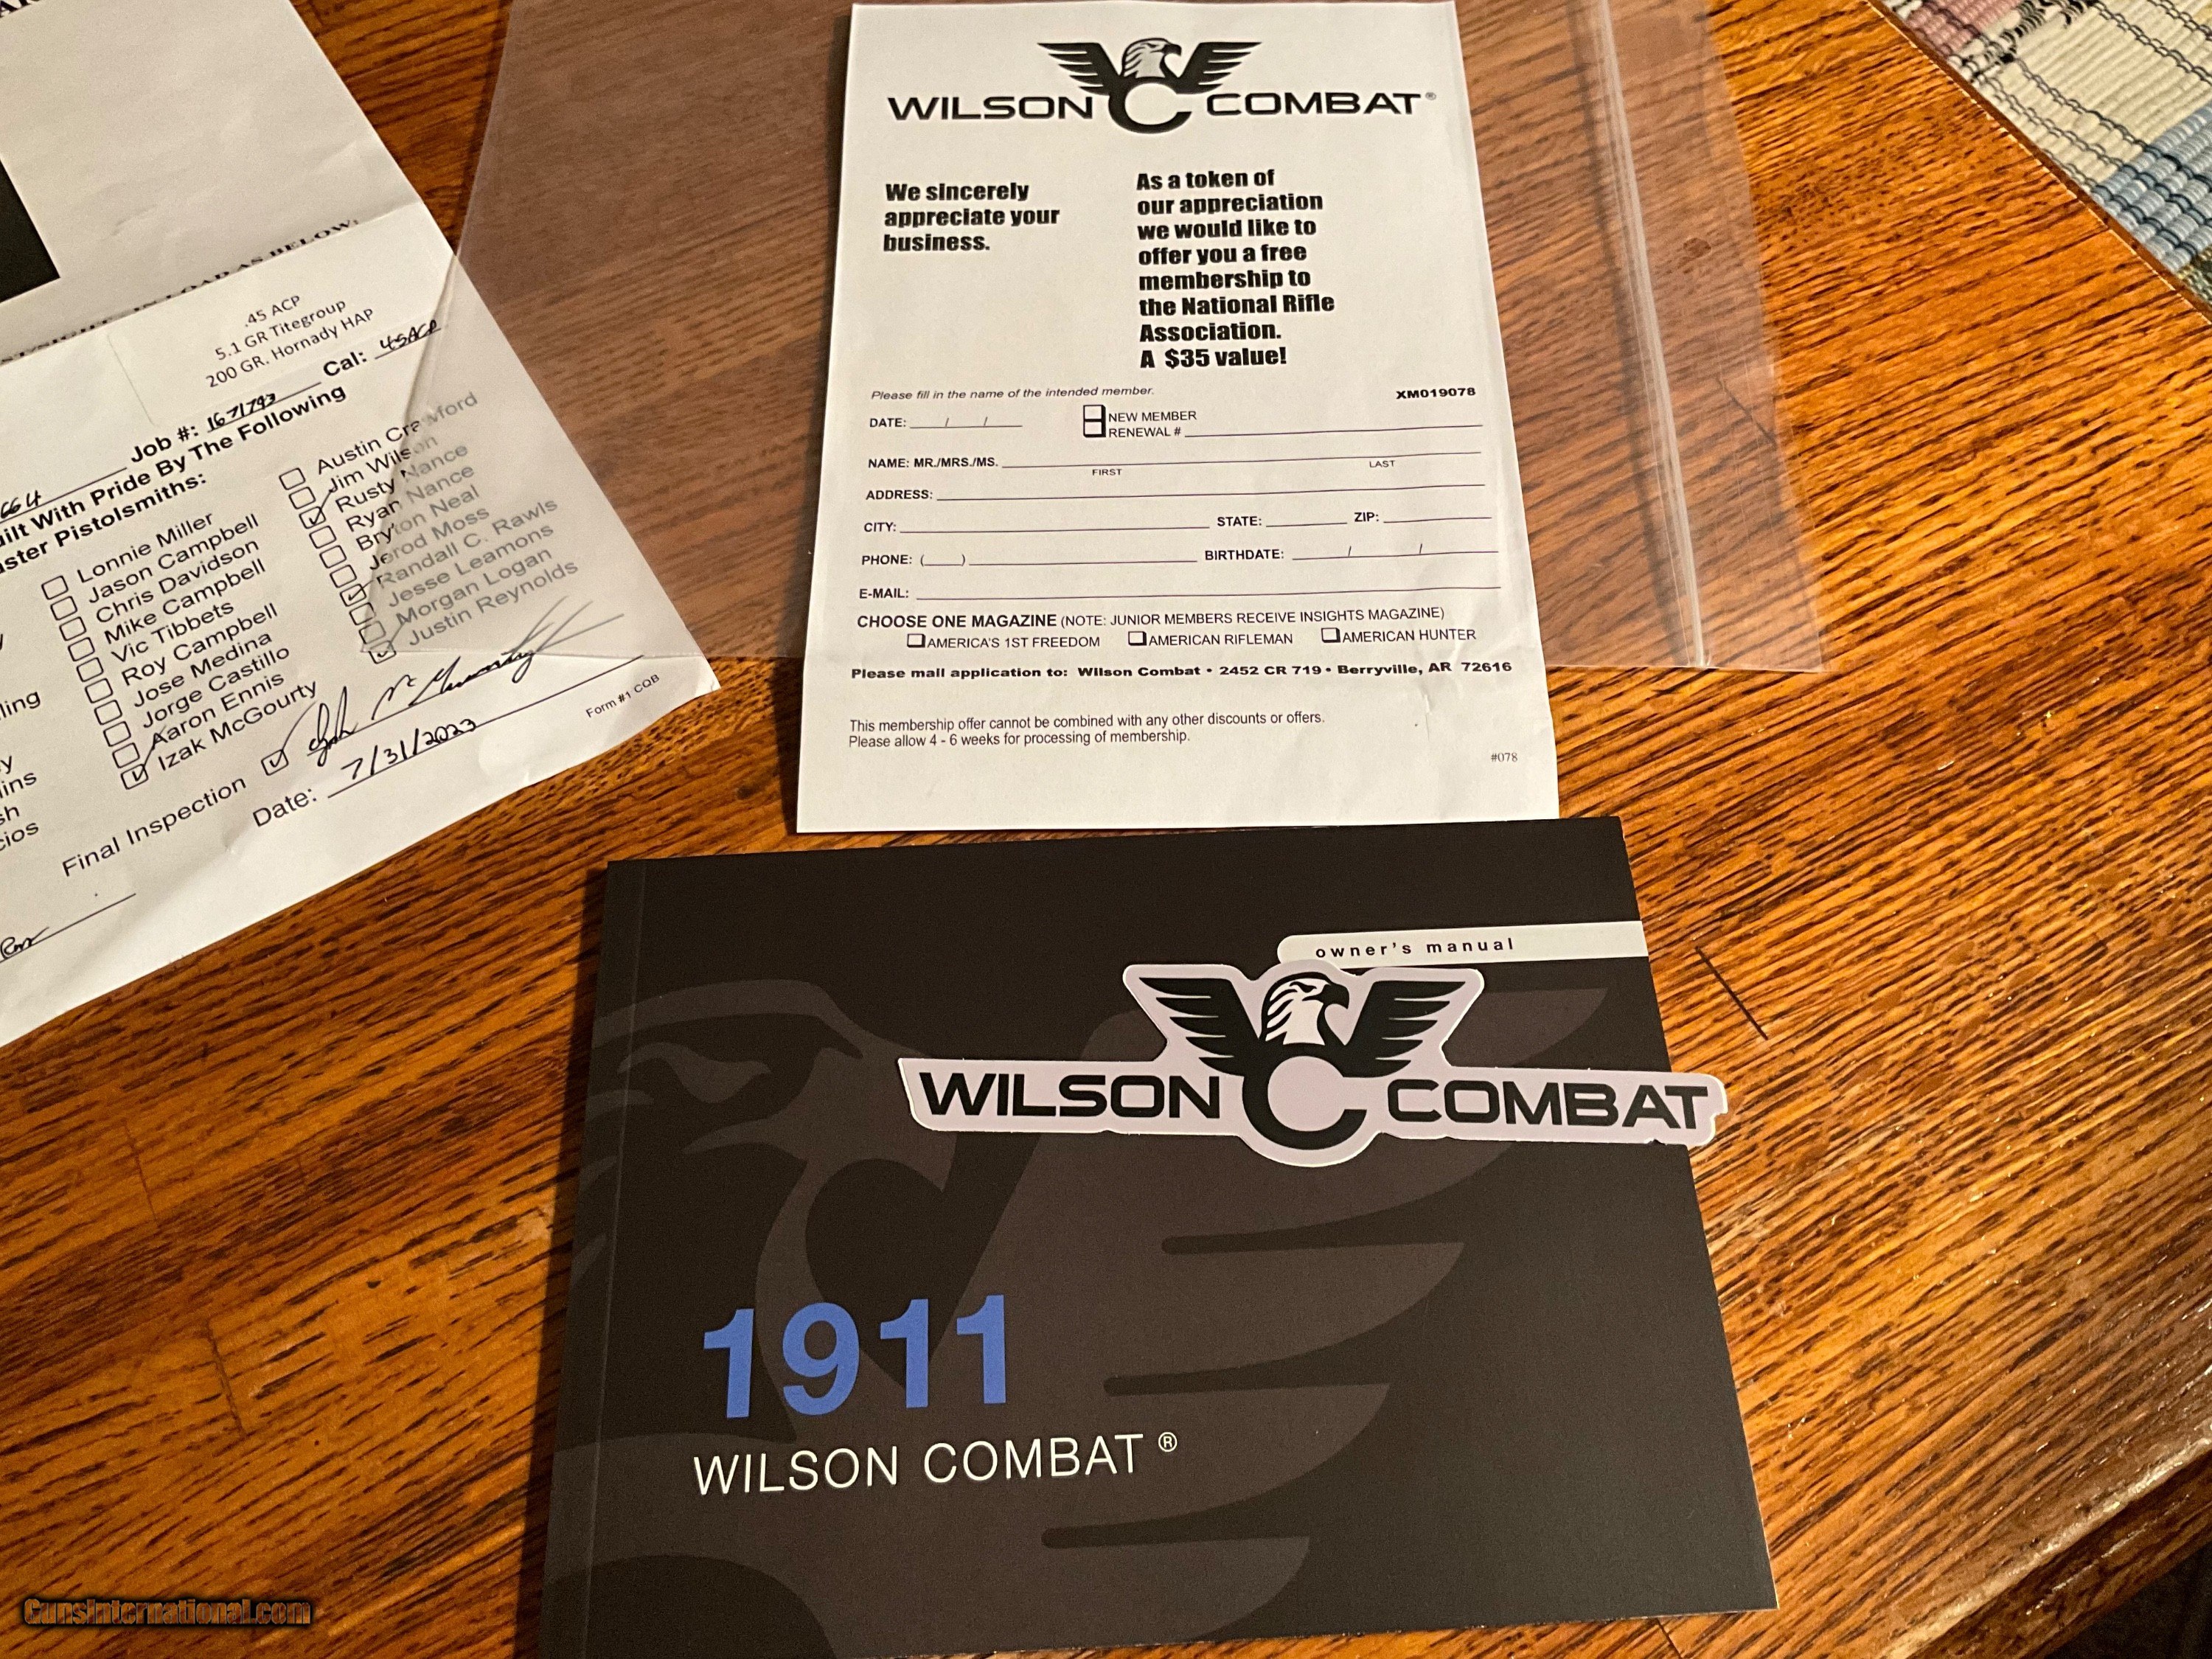 .45 ACP
5.1 GR Titegroup
200 GR. Hornady HAP
Job #: 1671793 Cal: 45ACP
ilt With Pride By The Following
ster Pistolsmiths:
Lonnie Miller
Jason Campbell
Chris Davidson
Mike Campbell
Vic Tibbets
Roy Campbell
Jose Medina
Jorge Castillo
Aaron Ennis
Izak McGourty
Austin Crawford
Jim Wilson
Rusty Nance
Ryan Nance
Bryton Neal
Jerod Moss
Randall C. Rawls
Jesse Leamons
Morgan Logan
Justin Reynolds
Final Inspection
Date: 7/31/2023
Form #1 CQB
WILSON COMBAT®
We sincerely
appreciate your
business.
As a token of
our appreciation
we would like to
offer you a free
membership to
the National Rifle
Association.
A $35 value!
Please fill in the name of the intended member. XM019078
DATE: / / NEW MEMBER
RENEWAL #
NAME: MR./MRS./MS.
FIRST LAST
ADDRESS:
CITY: STATE: ZIP:
PHONE: ( ) BIRTHDATE: / /
E-MAIL:
CHOOSE ONE MAGAZINE (NOTE: JUNIOR MEMBERS RECEIVE INSIGHTS MAGAZINE)
AMERICA'S 1ST FREEDOM AMERICAN RIFLEMAN AMERICAN HUNTER
Please mail application to: Wilson Combat • 2452 CR 719 • Berryville, AR 72616
This membership offer cannot be combined with any other discounts or offers.
Please allow 4 - 6 weeks for processing of membership.
#078
owner's manual
WILSON COMBAT
1911
WILSON COMBAT ®
GunsInternational.com